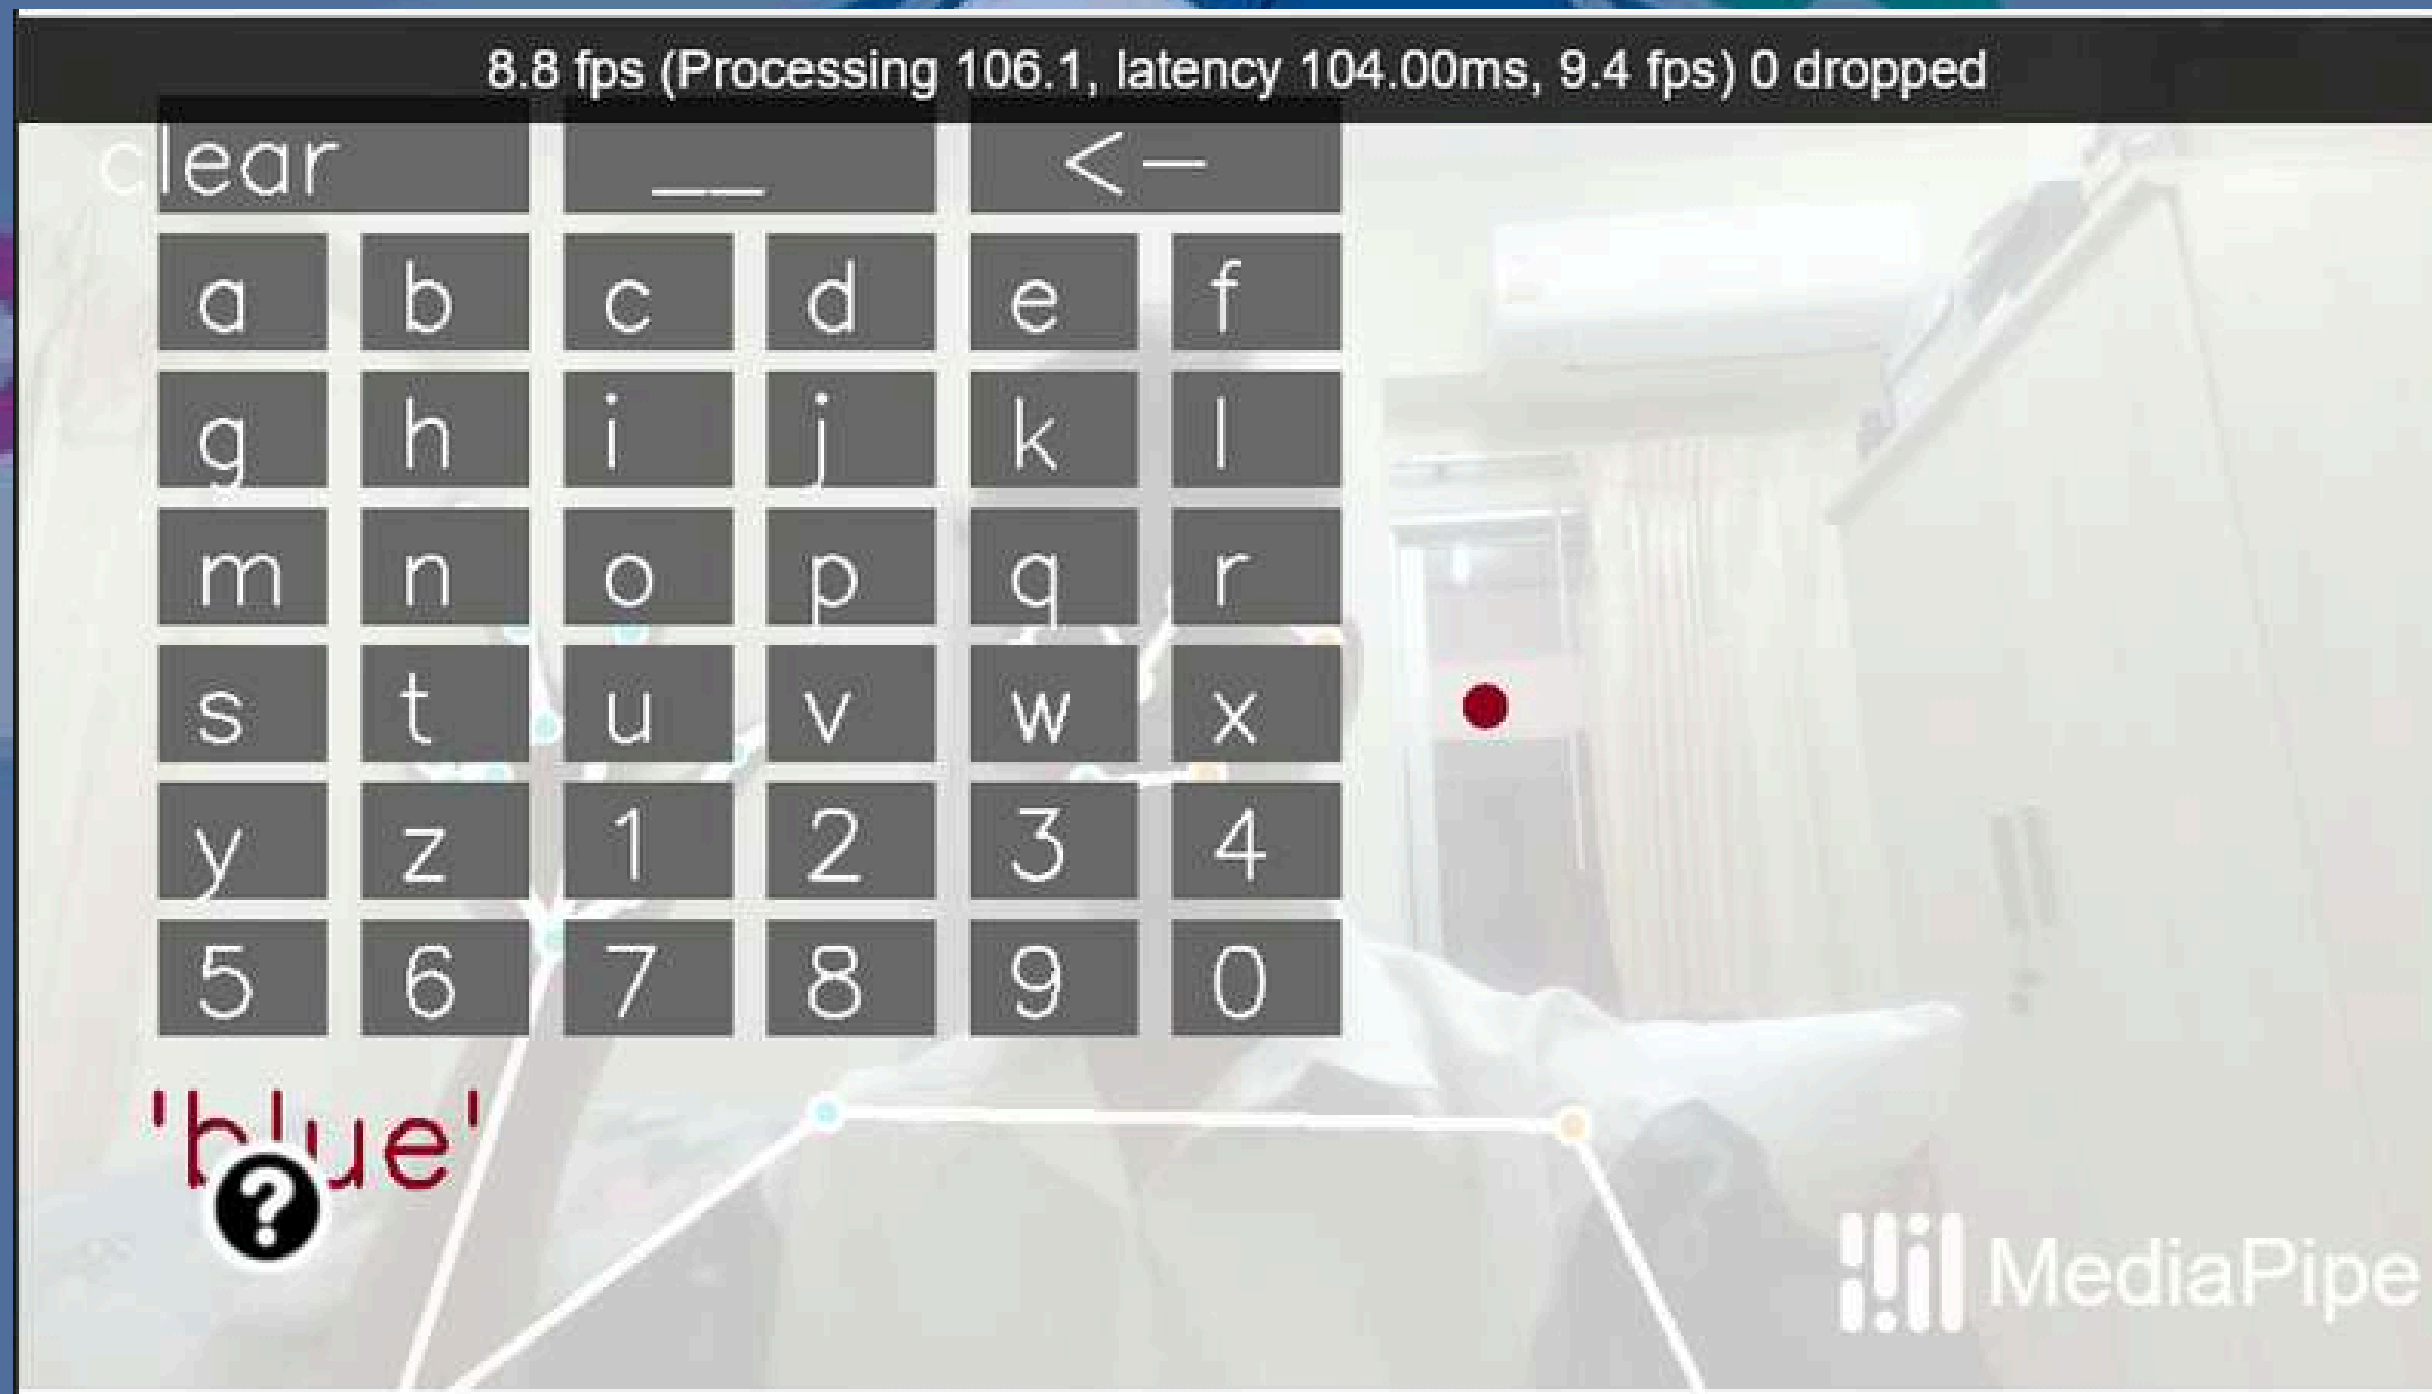 8.8 fps (Processing 106.1, latency 104.00ms, 9.4 fps) 0 dropped
clear __ <-
a b c d e f
g h i j k l
m n o p q r
s t u v w x
y z 1 2 3 4
5 6 7 8 9 0
'blue'
?
MediaPipe